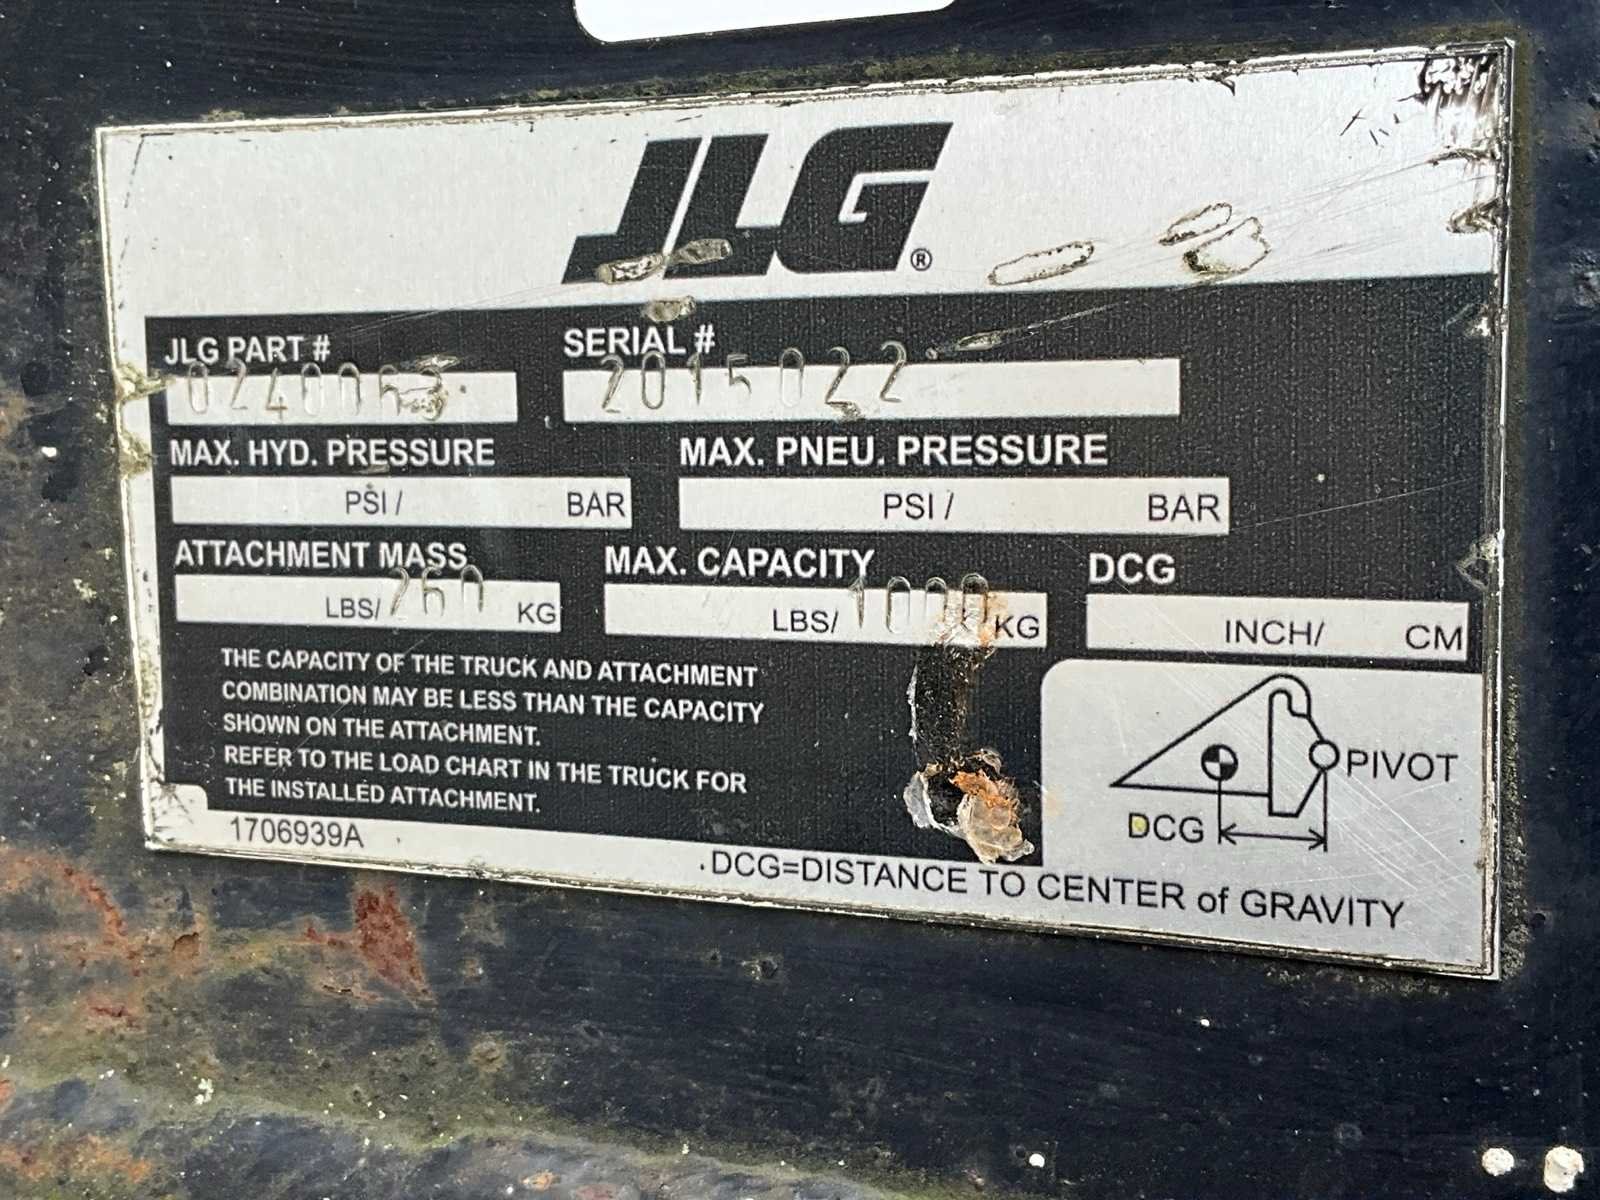 JLG®
JLG PART # SERIAL #
0240063 2015022
MAX. HYD. PRESSURE MAX. PNEU. PRESSURE
PSI / BAR PSI / BAR
ATTACHMENT MASS MAX. CAPACITY DCG
LBS/ 260 KG LBS/ 1000 KG INCH/ CM
THE CAPACITY OF THE TRUCK AND ATTACHMENT
COMBINATION MAY BE LESS THAN THE CAPACITY
SHOWN ON THE ATTACHMENT.
REFER TO THE LOAD CHART IN THE TRUCK FOR
THE INSTALLED ATTACHMENT.
PIVOT
DCG
1706939A
.DCG=DISTANCE TO CENTER of GRAVITY